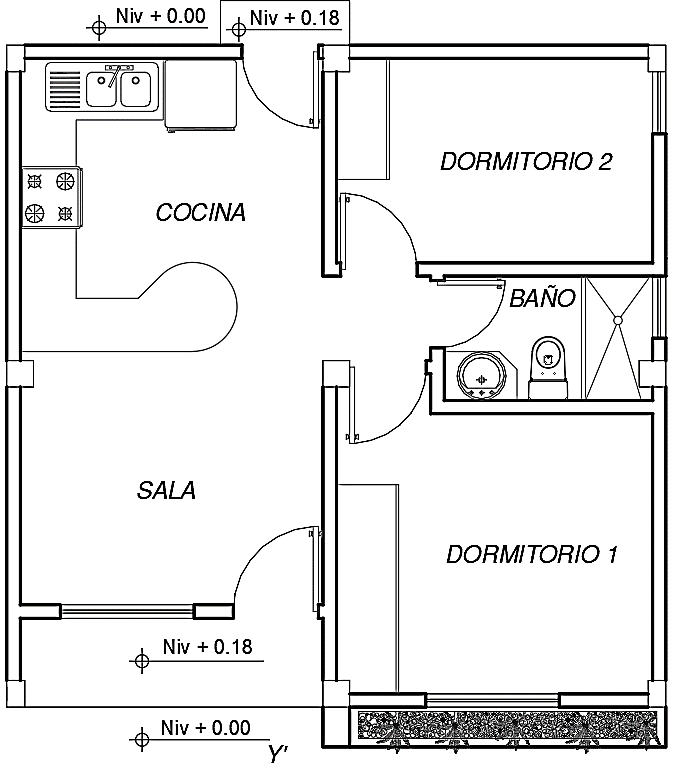 Niv + 0.00
Niv + 0.18
DORMITORIO 2
COCINA
BAÑO
SALA
DORMITORIO 1
Niv + 0.18
Niv + 0.00
Y'